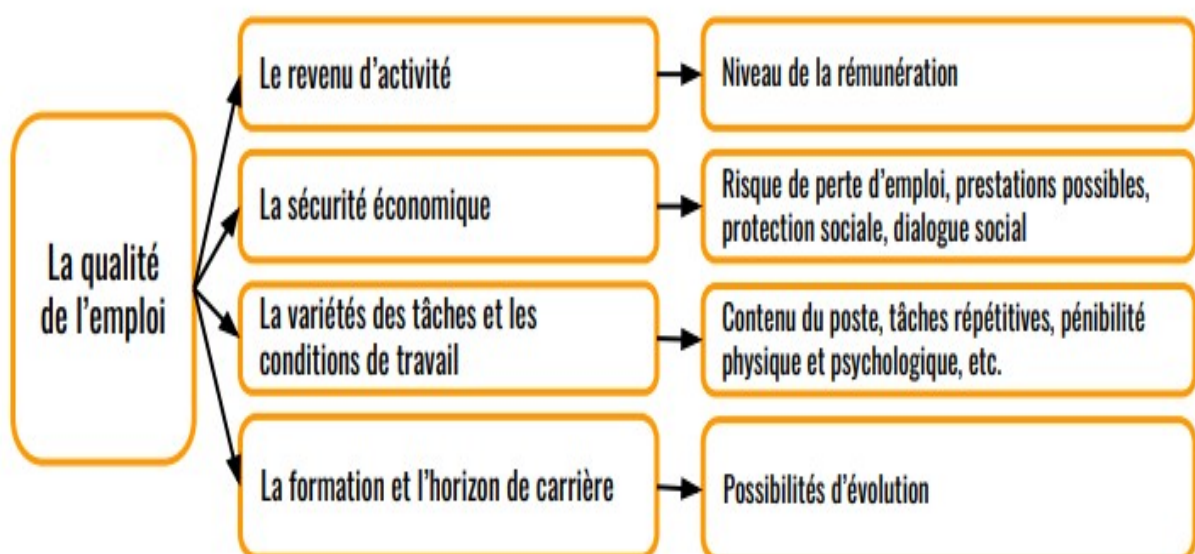 La qualité
de l'emploi
Le revenu d'activité
Niveau de la rémunération
La sécurité économique
Risque de perte d'emploi, prestations possibles,
protection sociale, dialogue social
La variétés des tâches et les
conditions de travail
Contenu du poste, tâches répétitives, pénibilité
physique et psychologique, etc.
La formation et l'horizon de carrière
Possibilités d'évolution